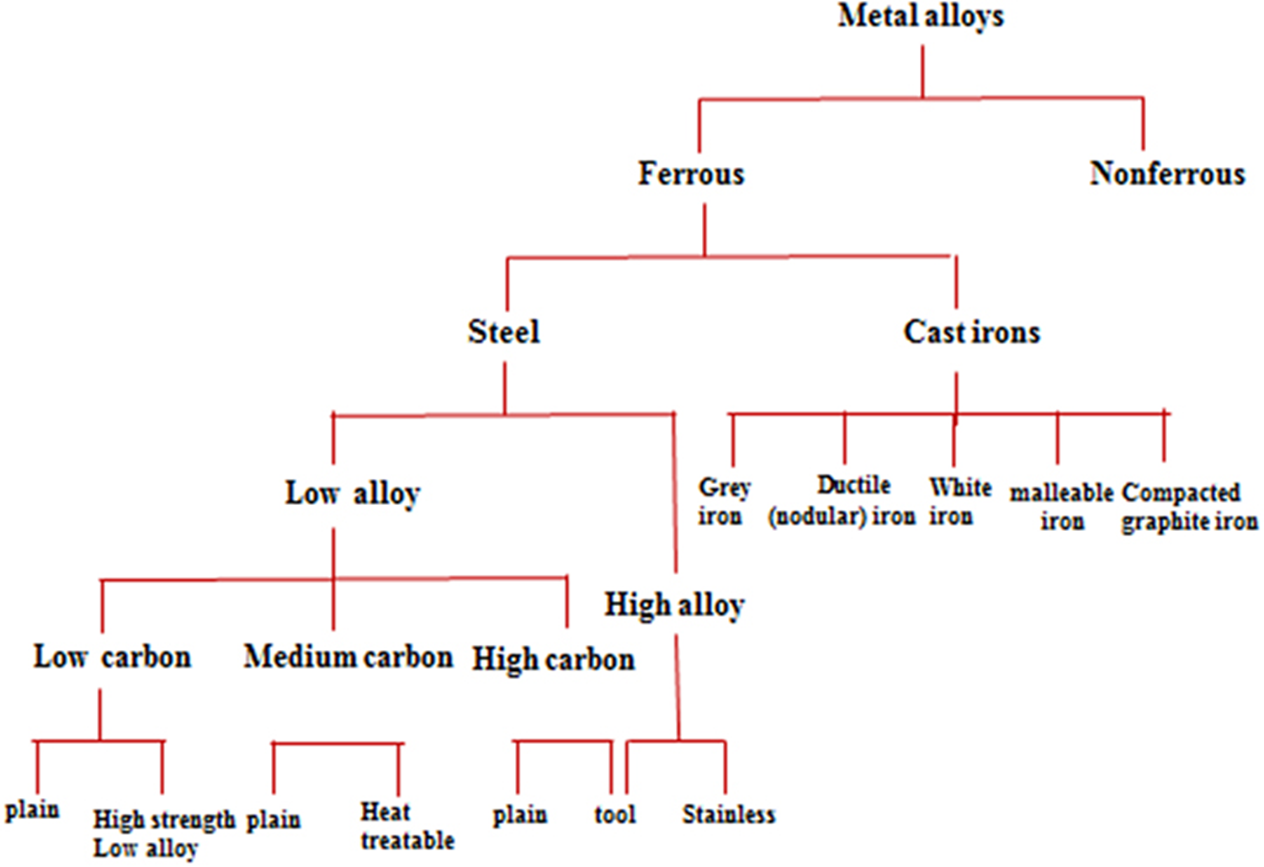 Metal alloys
Ferrous
Nonferrous
Steel
Cast irons
Low alloy
Grey
iron
Ductile
(nodular) iron
White
iron
malleable
iron
Compacted
graphite iron
High alloy
Low carbon
Medium carbon
High carbon
plain
High strength
Low alloy
plain
Heat
treatable
plain
tool
Stainless